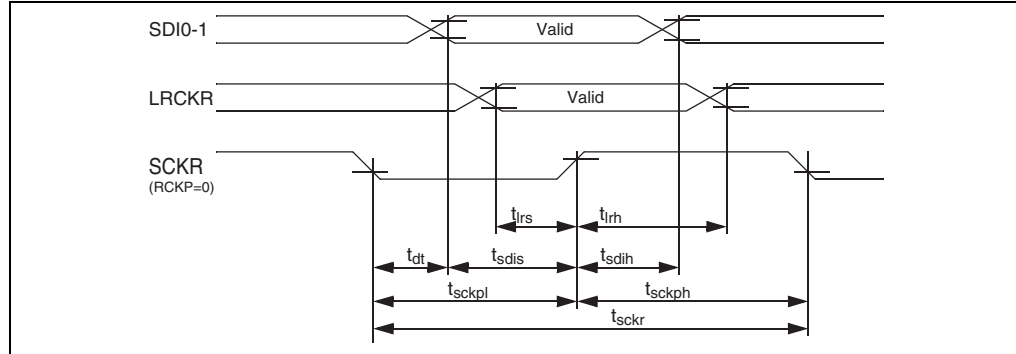 SDI0-1 Valid
LRCKR Valid
SCKR
(RCKP=0)
tlrs tlrh
tdt tsdis tsdih
tsckpl tsckph
tsckr